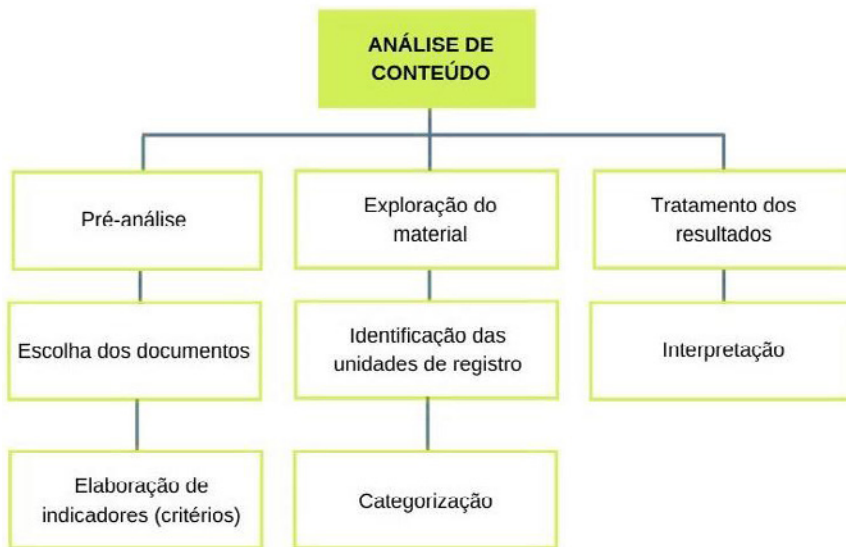 ANÁLISE DE
CONTEÚDO
Pré-análise
Exploração do
material
Tratamento dos
resultados
Escolha dos documentos
Identificação das
unidades de registro
Interpretação
Elaboração de
indicadores (critérios)
Categorização